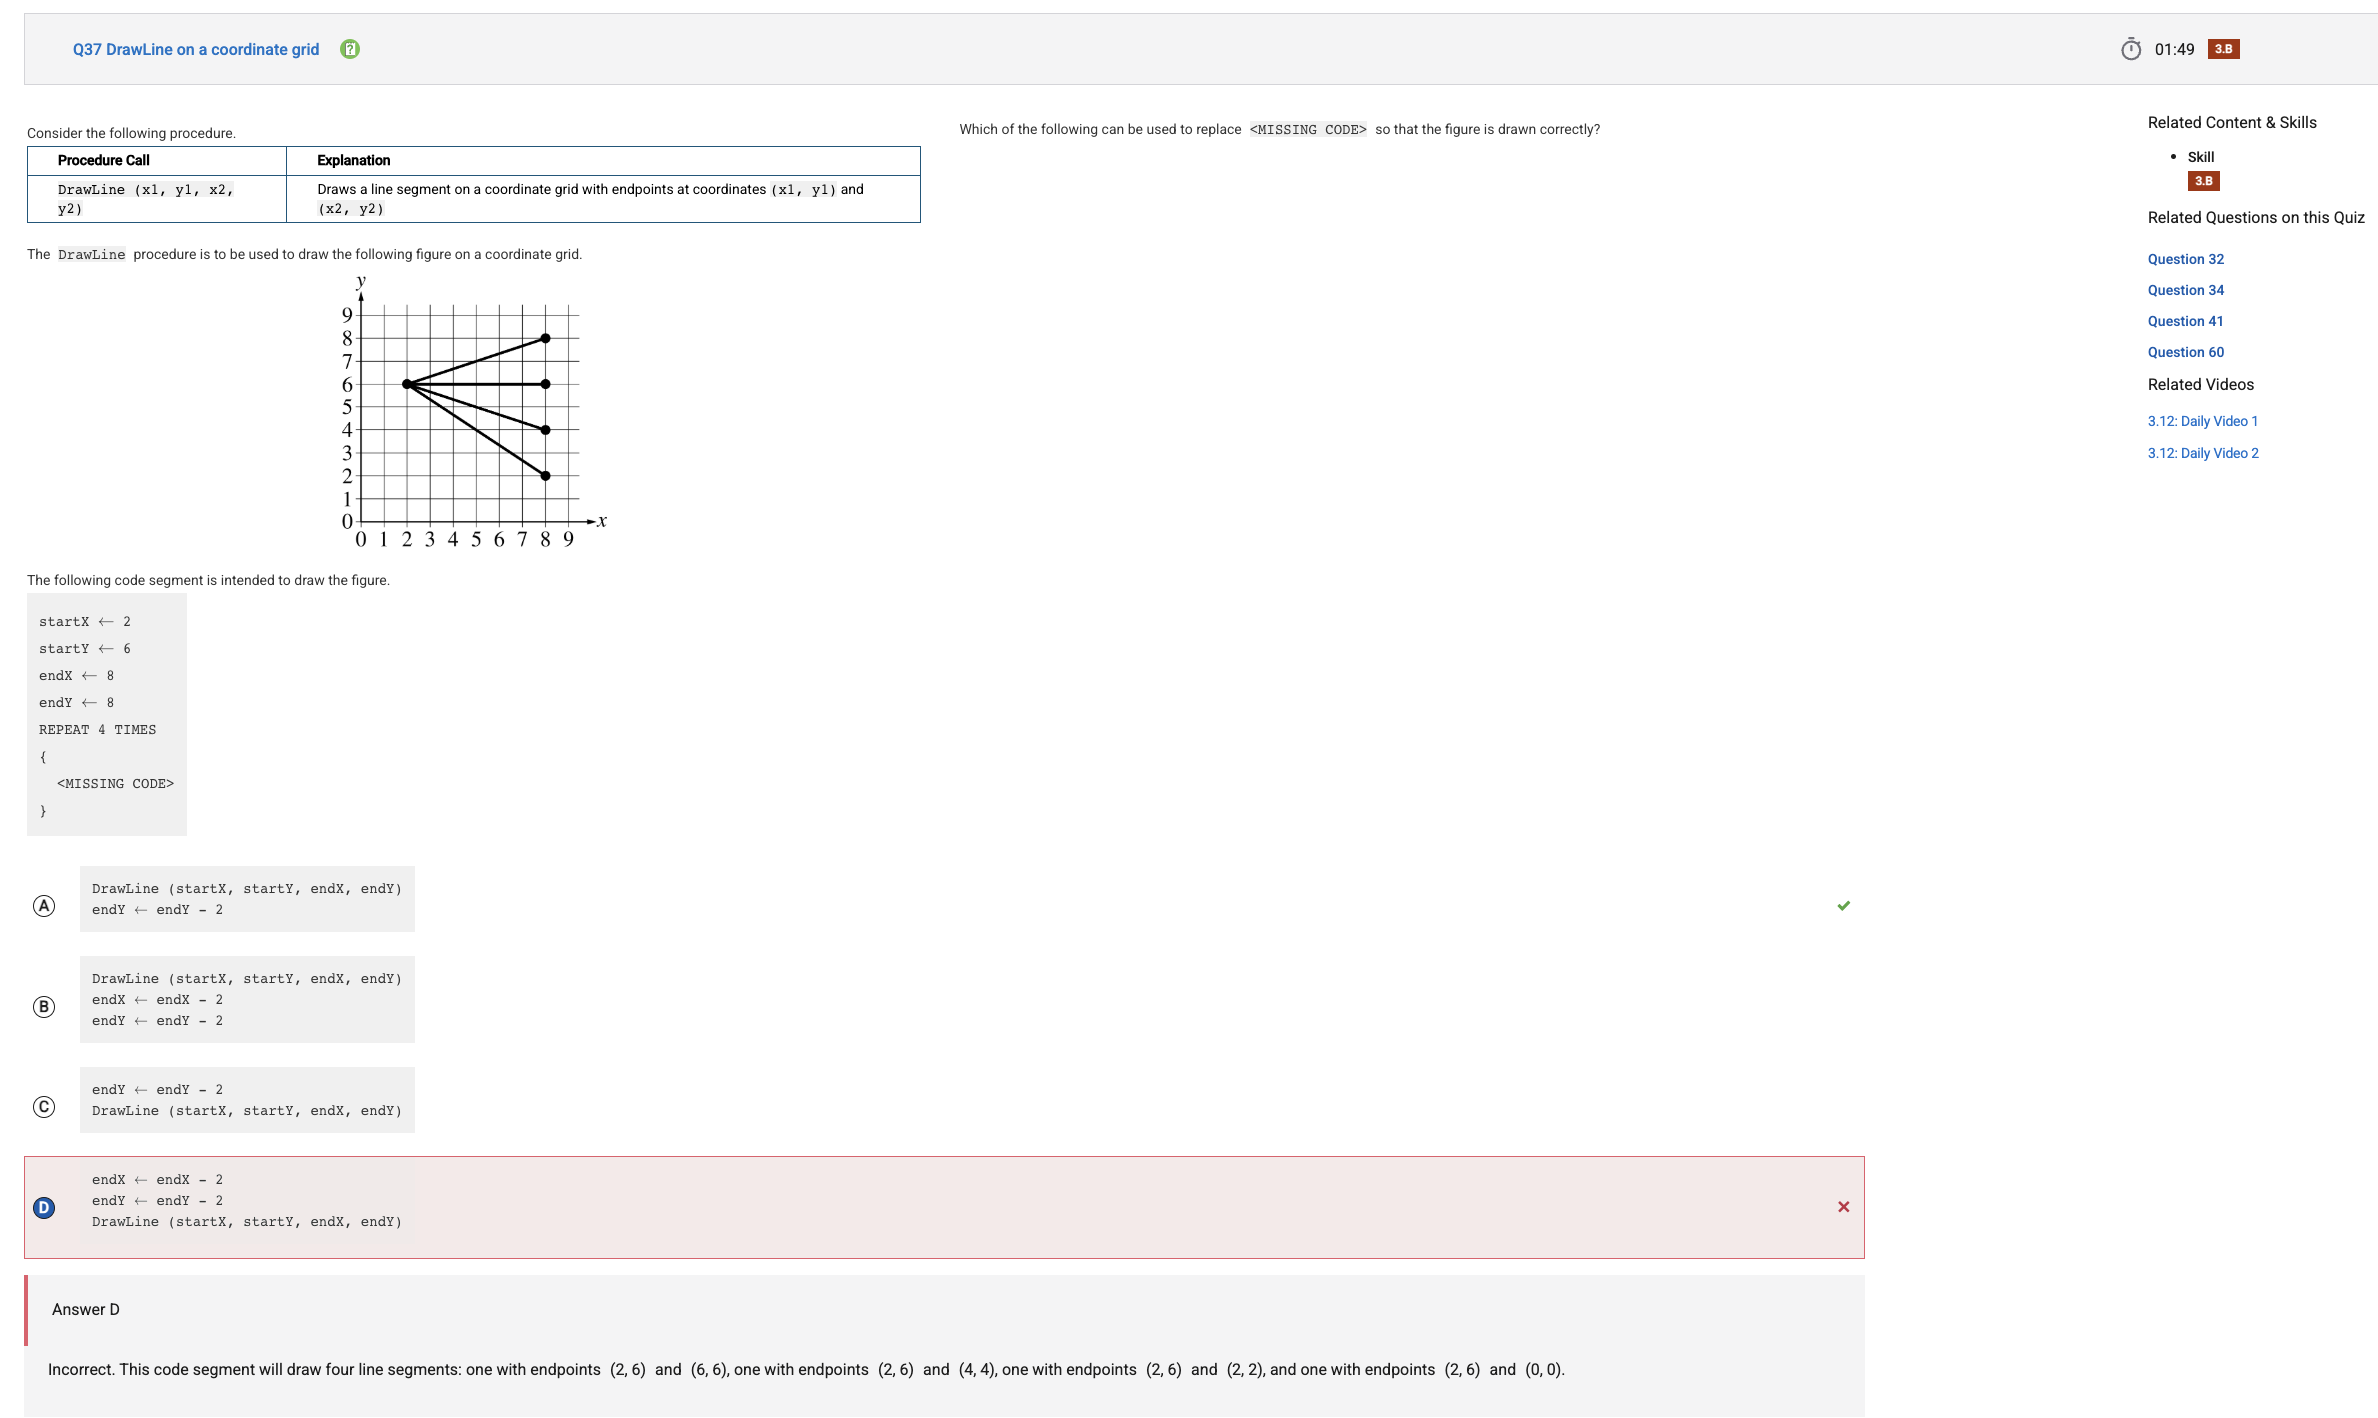 Q37 DrawLine on a coordinate grid
01:49 3.B
Consider the following procedure.
Procedure Call Explanation
DrawLine (x1, y1, x2, y2)
Draws a line segment on a coordinate grid with endpoints at coordinates (x1, y1) and
(x2, y2)
The DrawLine procedure is to be used to draw the following figure on a coordinate grid.
y
9
8
7
6
5
4
3
2
1
0
x
0 1 2 3 4 5 6 7 8 9
The following code segment is intended to draw the figure.
startX ← 2
startY ← 6
endX ← 8
endY ← 8
REPEAT 4 TIMES
{
<MISSING CODE>
}
Which of the following can be used to replace <MISSING CODE> so that the figure is drawn correctly?
A
DrawLine (startX, startY, endX, endY)
endY ← endY - 2
B
DrawLine (startX, startY, endX, endY)
endX ← endX - 2
endY ← endY - 2
C
endY ← endY - 2
DrawLine (startX, startY, endX, endY)
D
endX ← endX - 2
endY ← endY - 2
DrawLine (startX, startY, endX, endY)
Answer D
Incorrect. This code segment will draw four line segments: one with endpoints (2, 6) and (6, 6), one with endpoints (2, 6) and (4, 4), one with endpoints (2, 6) and (2, 2), and one with endpoints (2, 6) and (0, 0).
Related Content & Skills
• Skill
3.B
Related Questions on this Quiz
Question 32
Question 34
Question 41
Question 60
Related Videos
3.12: Daily Video 1
3.12: Daily Video 2